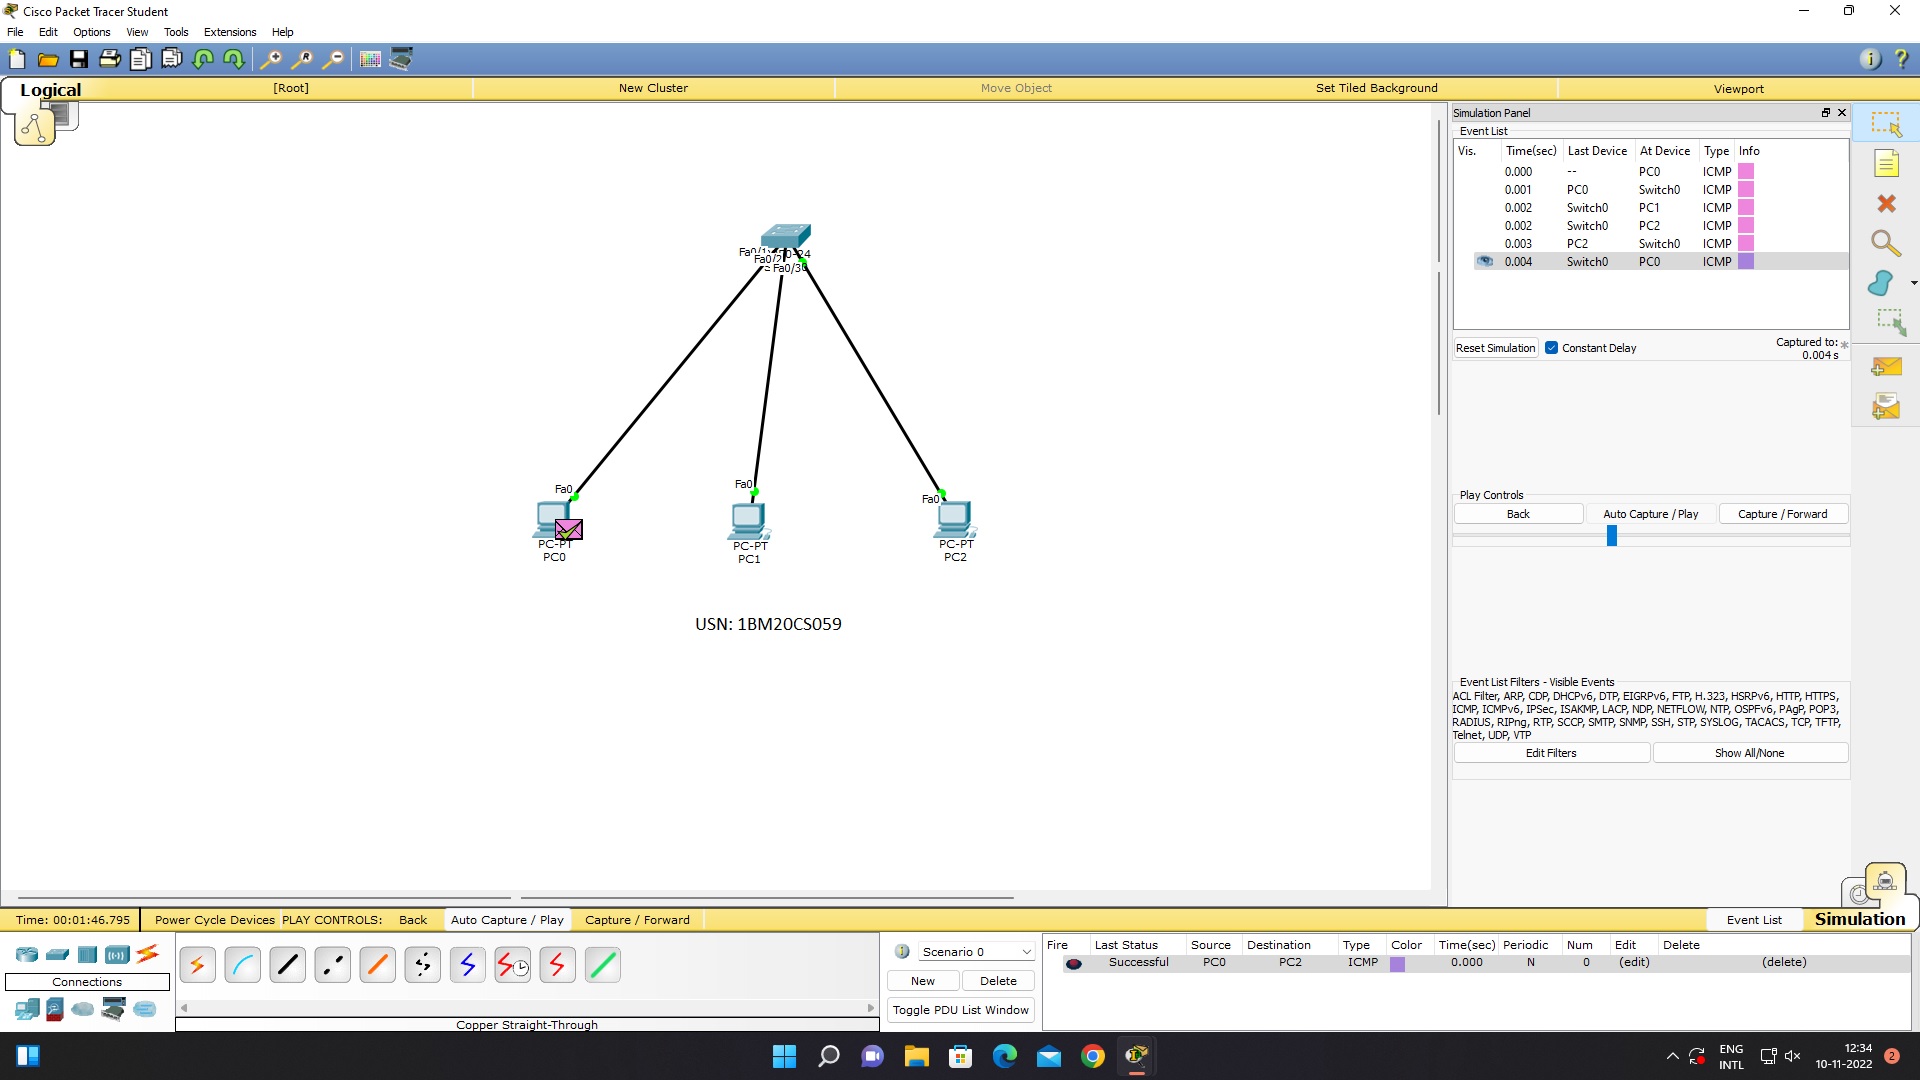 Cisco Packet Tracer Student
File Edit Options View Tools Extensions Help
Logical [Root] New Cluster Move Object Set Tiled Background Viewport
Simulation Panel
Event List
Vis. Time(sec) Last Device At Device Type Info
0.000 -- PC0 ICMP
0.001 PC0 Switch0 ICMP
0.002 Switch0 PC1 ICMP
0.002 Switch0 PC2 ICMP
0.003 PC2 Switch0 ICMP
0.004 Switch0 PC0 ICMP
Reset Simulation Constant Delay Captured to: *
0.004 s
Fa0/2
Fa0/3
Fa0 Fa0 Fa0
PC-PT PC-PT PC-PT
PC0 PC1 PC2
USN: 1BM20CS059
Play Controls
Back Auto Capture / Play Capture / Forward
Event List Filters - Visible Events
ACL Filter, ARP, CDP, DHCPv6, DTP, EIGRPv6, FTP, H.323, HSRPv6, HTTP, HTTPS,
ICMP, ICMPv6, IPSec, ISAKMP, LACP, NDP, NETFLOW, NTP, OSPFv6, PAgP, POP3,
RADIUS, RIPng, RTP, SCCP, SMTP, SNMP, SSH, STP, SYSLOG, TACACS, TCP, TFTP,
Telnet, UDP, VTP
Edit Filters Show All/None
Time: 00:01:46.795 Power Cycle Devices PLAY CONTROLS: Back Auto Capture / Play Capture / Forward Event List Simulation
Connections
Copper Straight-Through
Scenario 0
New Delete
Toggle PDU List Window
Fire Last Status Source Destination Type Color Time(sec) Periodic Num Edit Delete
Successful PC0 PC2 ICMP 0.000 N 0 (edit) (delete)
ENG
INTL
12:34
10-11-2022
2